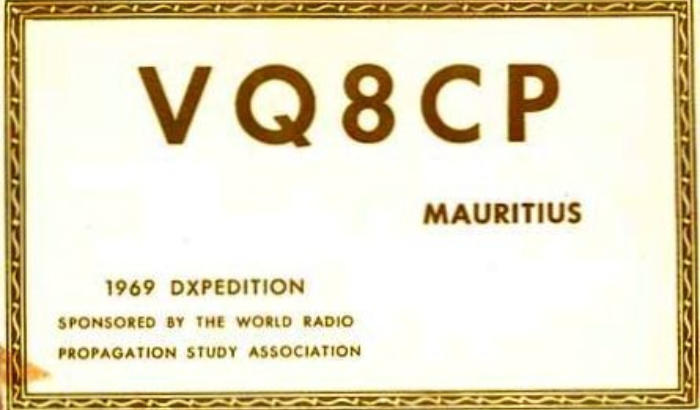 VQ8CP
MAURITIUS
1969 DXPEDITION
SPONSORED BY THE WORLD RADIO
PROPAGATION STUDY ASSOCIATION